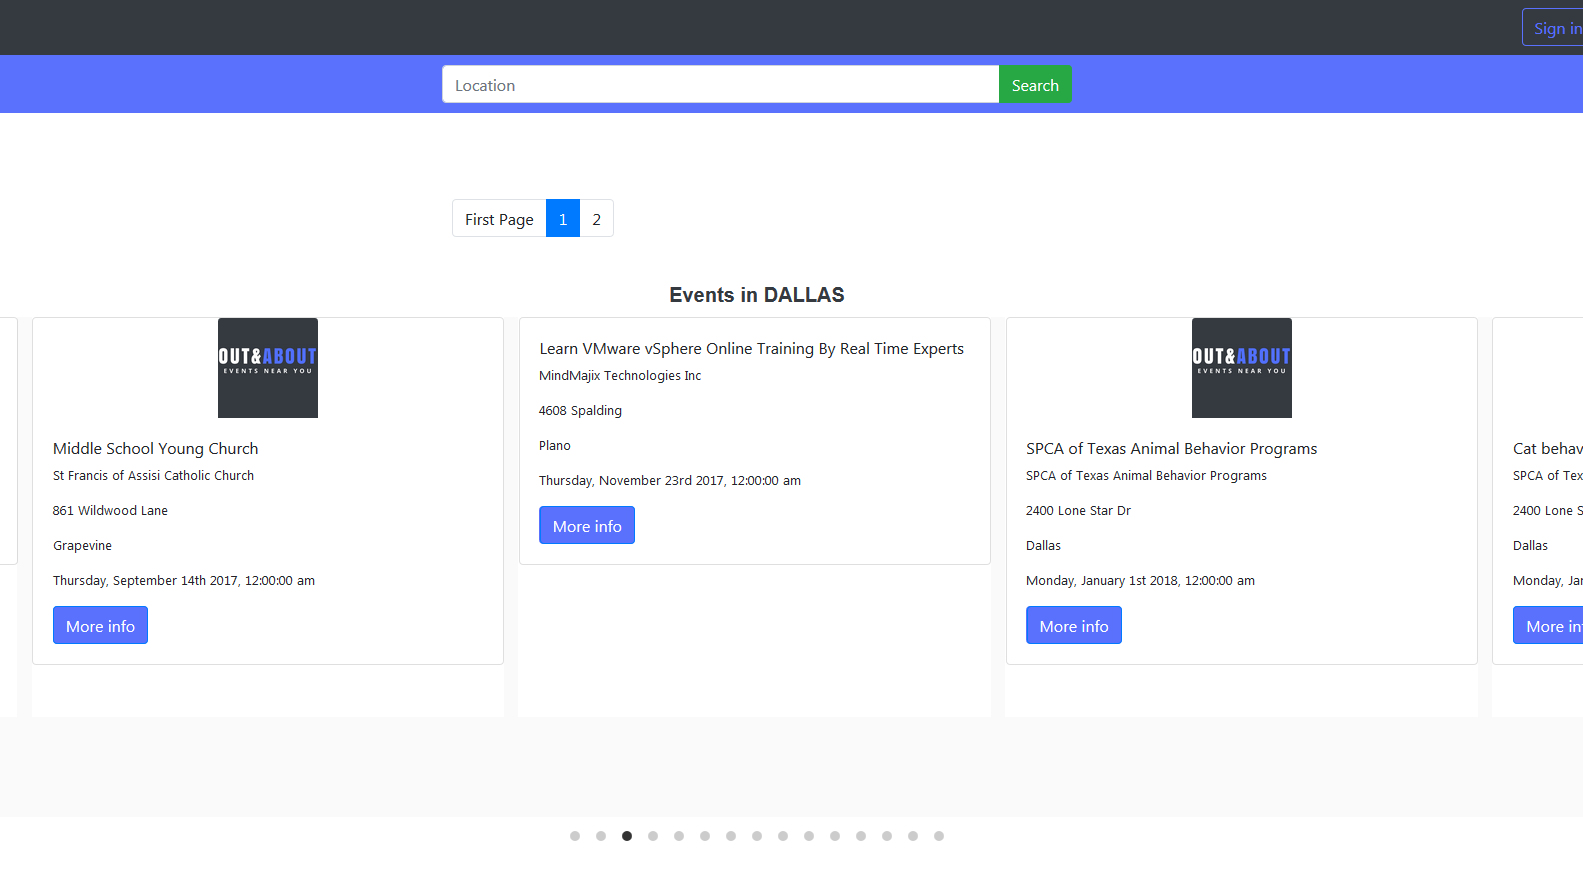 Sign in
Location
Search
First Page
1
2
Events in DALLAS
OUT&ABOUT
EVENTS NEAR YOU
Middle School Young Church
St Francis of Assisi Catholic Church
861 Wildwood Lane
Grapevine
Thursday, September 14th 2017, 12:00:00 am
More info
Learn VMware vSphere Online Training By Real Time Experts
MindMajix Technologies Inc
4608 Spalding
Plano
Thursday, November 23rd 2017, 12:00:00 am
More info
OUT&ABOUT
EVENTS NEAR YOU
SPCA of Texas Animal Behavior Programs
SPCA of Texas Animal Behavior Programs
2400 Lone Star Dr
Dallas
Monday, January 1st 2018, 12:00:00 am
More info
Cat behav
SPCA of Tex
2400 Lone S
Dallas
Monday, Jan
More inf